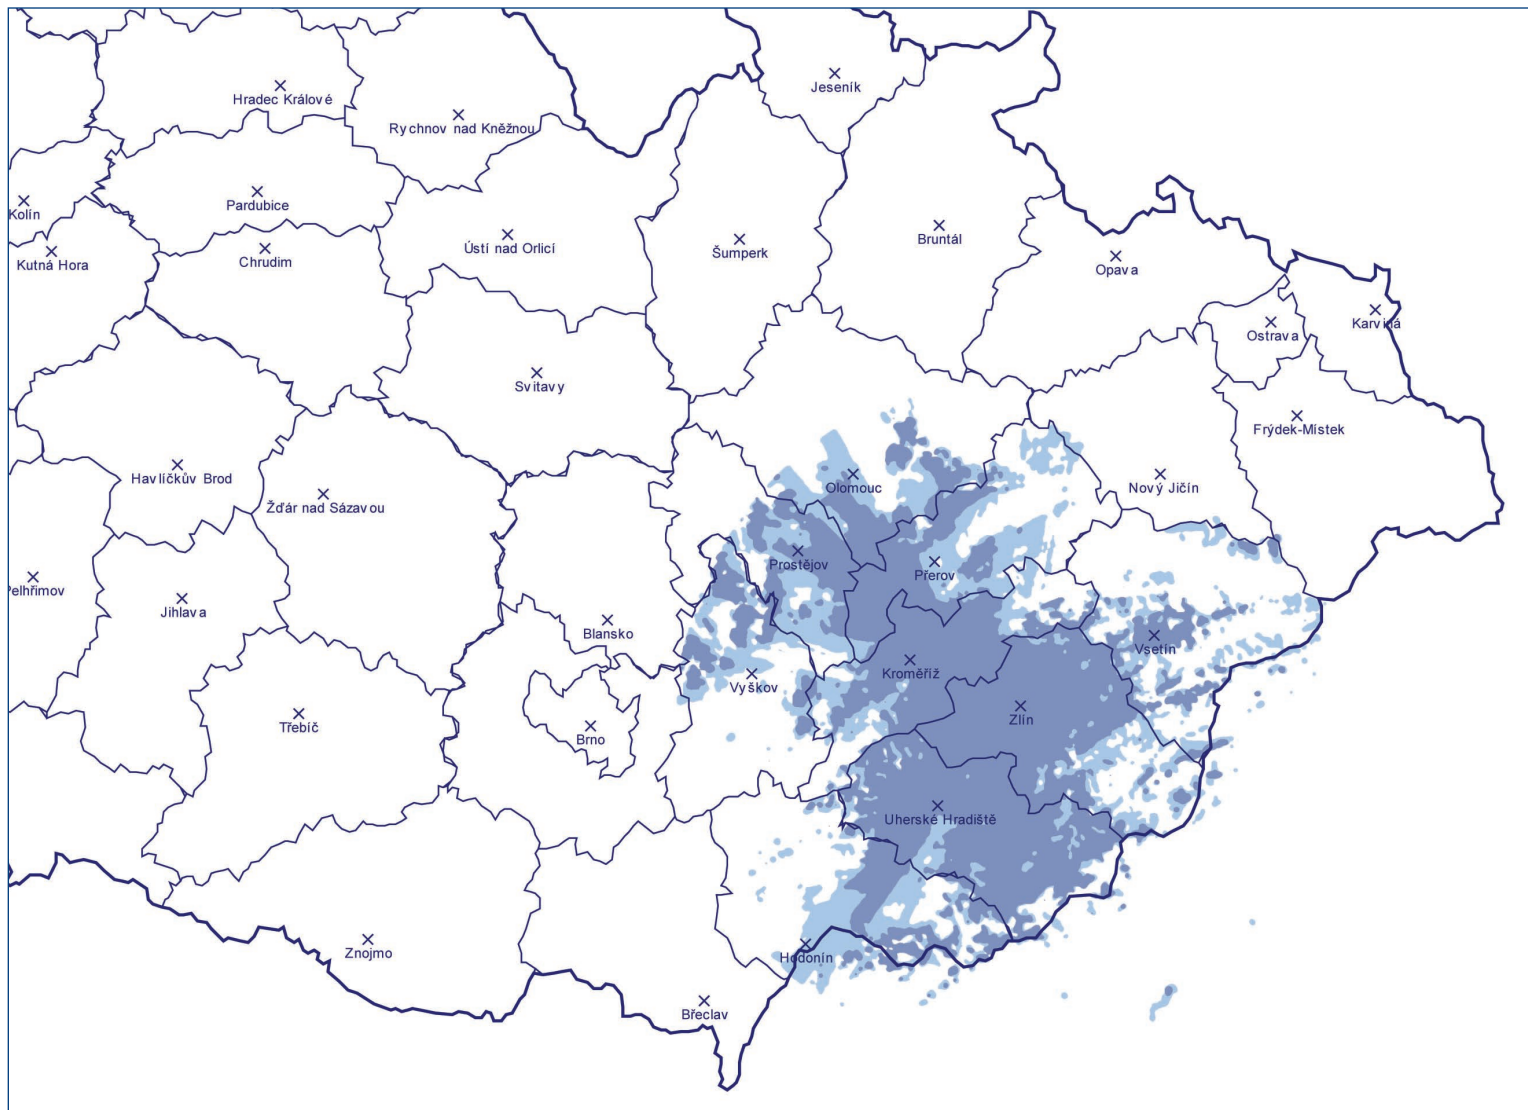 Jeseník
Hradec Králové
Rychnov nad Kněžnou
Kolín
Pardubice
Kutná Hora
Chrudim
Ústí nad Orlicí
Šumperk
Bruntál
Opava
Karviná
Ostrava
Svitavy
Frýdek-Místek
Havlíčkův Brod
Žďár nad Sázavou
Olomouc
Nový Jičín
Prostějov
Přerov
Pelhřimov
Jihlava
Blansko
Vsetín
Kroměříž
Vyškov
Třebíč
Brno
Zlín
Uherské Hradiště
Znojmo
Hodonín
Břeclav